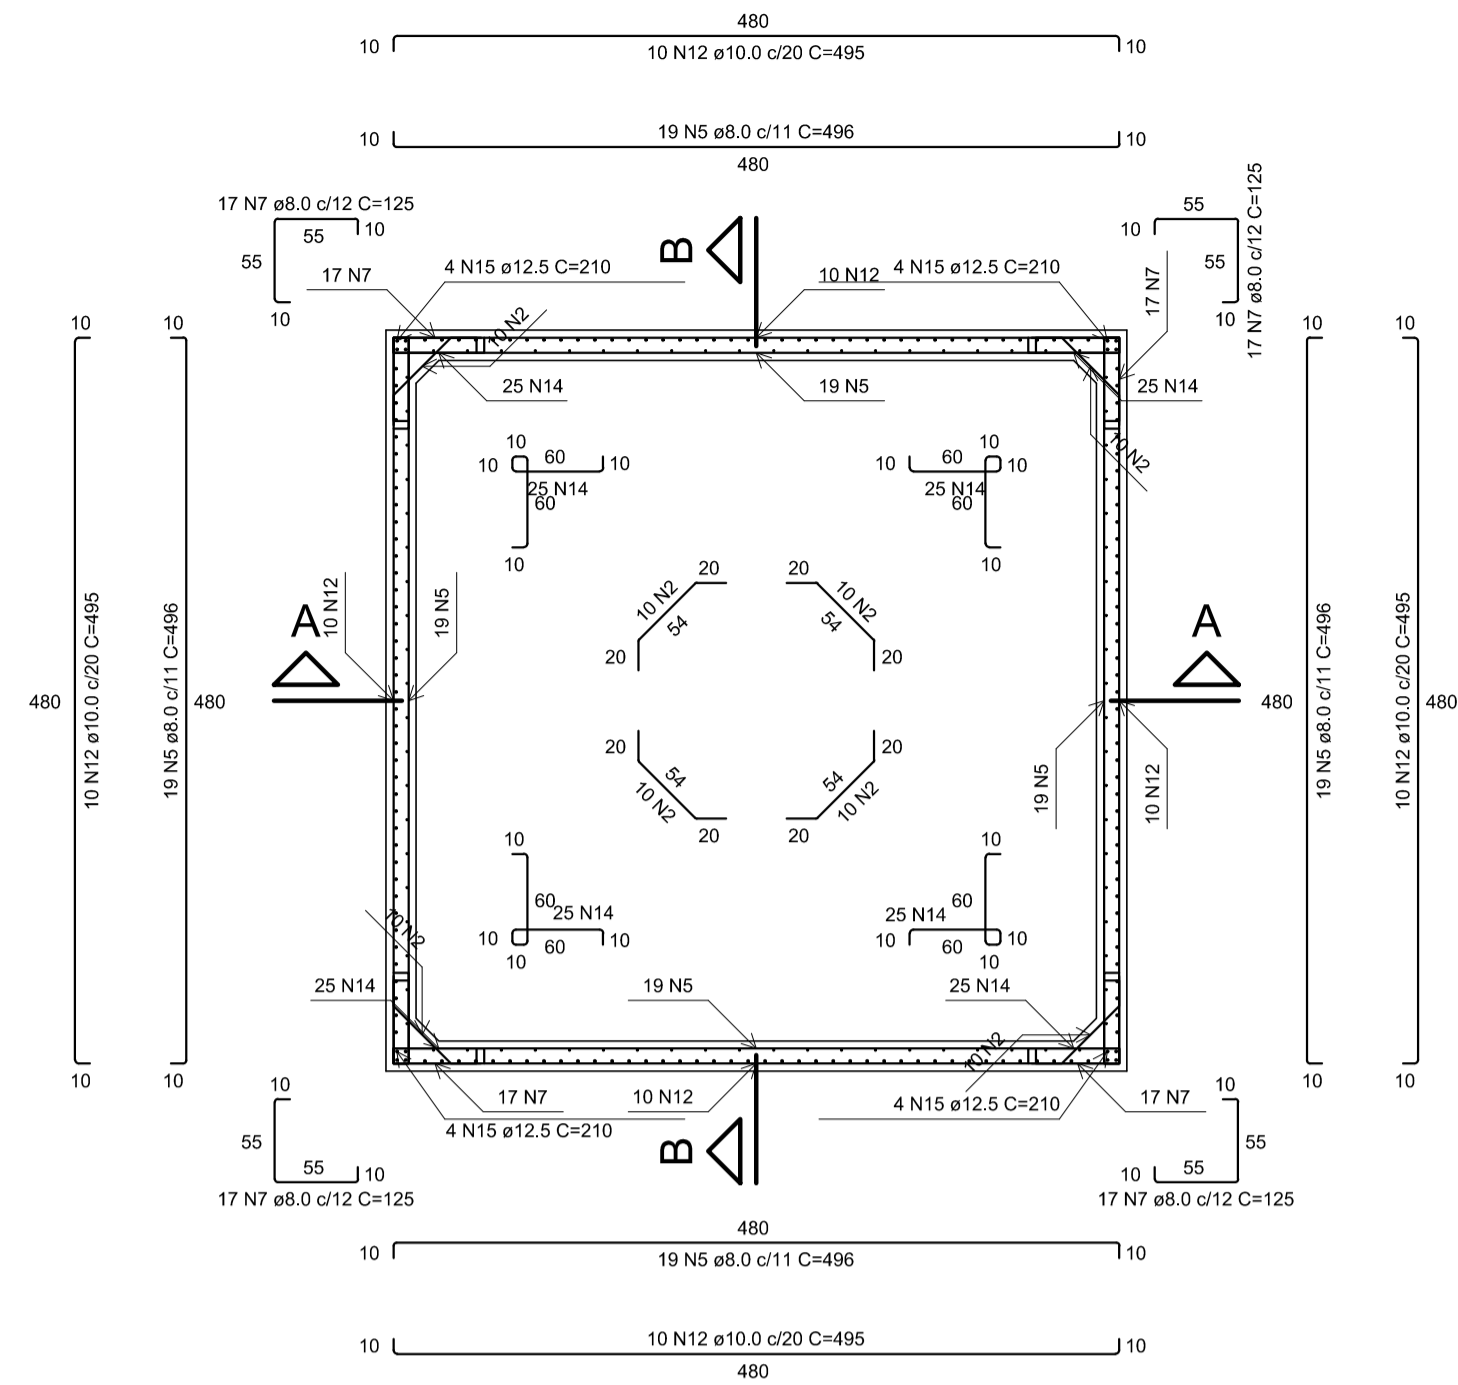 480
10 10
10 N12 ø10.0 c/20 C=495
10 19 N5 ø8.0 c/11 C=496 10
480
17 N7 ø8.0 c/12 C=125
55 10
55
10
17 N7
4 N15 ø12.5 C=210
B
10 N12
4 N15 ø12.5 C=210
55
10
55
10
17 N7 ø8.0 c/12 C=125
17 N7
10 N2
25 N14
19 N5
25 N14
10 N2
10 10 10 10
10
10 60 10
25 N14
60
10
10
10 60 10
25 N14
60
10
20 20
10 N2 10 N2
54 54
20 20
10 N12
19 N5
A
A
480
10 N12 ø10.0 c/20 C=495
19 N5 ø8.0 c/11 C=496
480
480
19 N5 ø8.0 c/11 C=496
10 N12 ø10.0 c/20 C=495
480
20 20
54 54
10 N2 10 N2
20 20
19 N5
10 N12
10
60
25 N14
10 60 10
10
10
60
25 N14
10 60 10
10
10 N2
25 N14
19 N5
25 N14
10 N2
10 10 10 10
17 N7
10 N12
4 N15 ø12.5 C=210
17 N7
4 N15 ø12.5 C=210
B
10
55
55 10
17 N7 ø8.0 c/12 C=125
10
55
10 55
17 N7 ø8.0 c/12 C=125
480
10 10
19 N5 ø8.0 c/11 C=496
10 10 N12 ø10.0 c/20 C=495 10
480